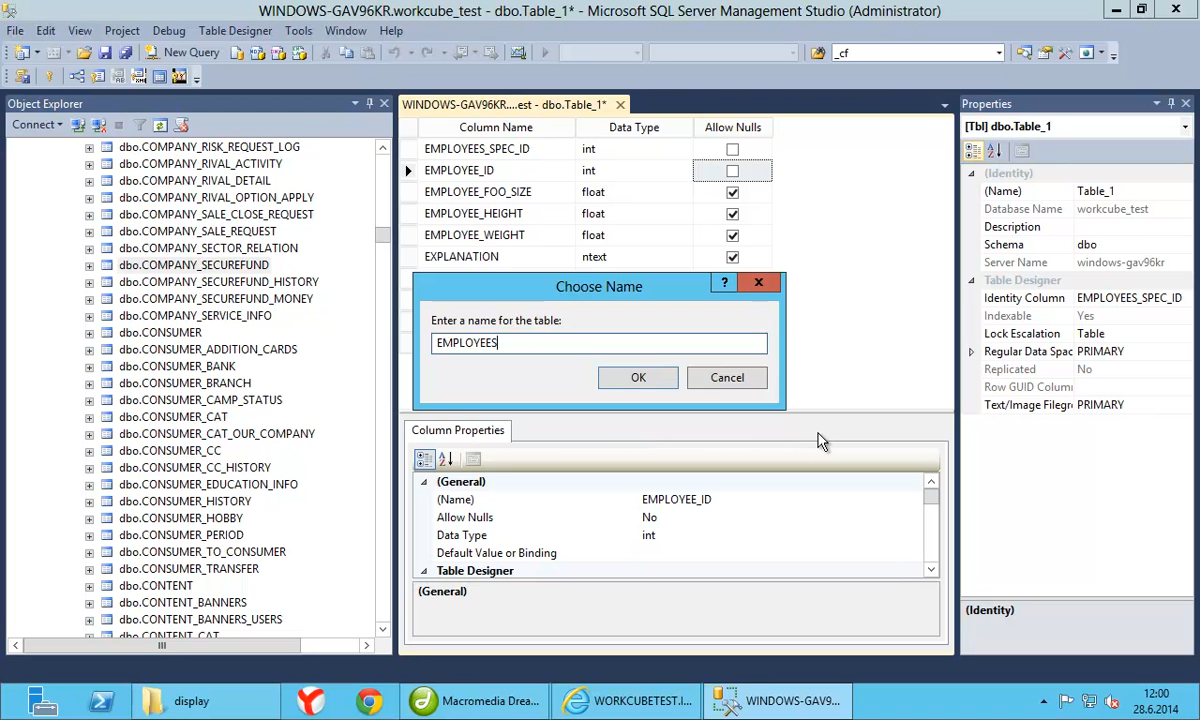 WINDOWS-GAV96KR.workcube_test - dbo.Table_1* - Microsoft SQL Server Management Studio (Administrator)
File Edit View Project Debug Table Designer Tools Window Help
New Query _cf
Object Explorer
Connect
dbo.COMPANY_RISK_REQUEST_LOG
dbo.COMPANY_RIVAL_ACTIVITY
dbo.COMPANY_RIVAL_DETAIL
dbo.COMPANY_RIVAL_OPTION_APPLY
dbo.COMPANY_SALE_CLOSE_REQUEST
dbo.COMPANY_SALE_REQUEST
dbo.COMPANY_SECTOR_RELATION
dbo.COMPANY_SECUREFUND
dbo.COMPANY_SECUREFUND_HISTORY
dbo.COMPANY_SECUREFUND_MONEY
dbo.COMPANY_SERVICE_INFO
dbo.CONSUMER
dbo.CONSUMER_ADDITION_CARDS
dbo.CONSUMER_BANK
dbo.CONSUMER_BRANCH
dbo.CONSUMER_CAMP_STATUS
dbo.CONSUMER_CAT
dbo.CONSUMER_CAT_OUR_COMPANY
dbo.CONSUMER_CC
dbo.CONSUMER_CC_HISTORY
dbo.CONSUMER_EDUCATION_INFO
dbo.CONSUMER_HISTORY
dbo.CONSUMER_HOBBY
dbo.CONSUMER_PERIOD
dbo.CONSUMER_TO_CONSUMER
dbo.CONSUMER_TRANSFER
dbo.CONTENT
dbo.CONTENT_BANNERS
dbo.CONTENT_BANNERS_USERS
dbo.CONTENT_CAT
WINDOWS-GAV96KR....est - dbo.Table_1*
Column Name Data Type Allow Nulls
EMPLOYEES_SPEC_ID int
EMPLOYEE_ID int
EMPLOYEE_FOO_SIZE float
EMPLOYEE_HEIGHT float
EMPLOYEE_WEIGHT float
EXPLANATION ntext
Choose Name
?
Enter a name for the table:
EMPLOYEES
OK Cancel
Column Properties
(General)
(Name) EMPLOYEE_ID
Allow Nulls No
Data Type int
Default Value or Binding
Table Designer
(General)
Properties
[Tbl] dbo.Table_1
(Identity)
(Name) Table_1
Database Name workcube_test
Description
Schema dbo
Server Name windows-gav96kr
Table Designer
Identity Column EMPLOYEES_SPEC_ID
Indexable Yes
Lock Escalation Table
Regular Data Spac PRIMARY
Replicated No
Row GUID Column
Text/Image Filegr PRIMARY
(Identity)
display
Macromedia Drea...
WORKCUBETEST.I...
WINDOWS-GAV9...
12:00
28.6.2014